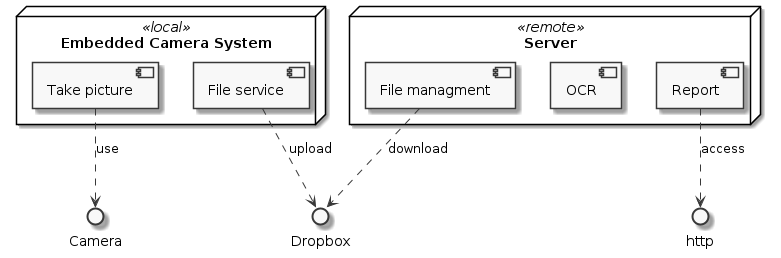 «local»
Embedded Camera System
«remote»
Server
Take picture
File service
File managment
OCR
Report
use
upload
download
access
Camera
Dropbox
http